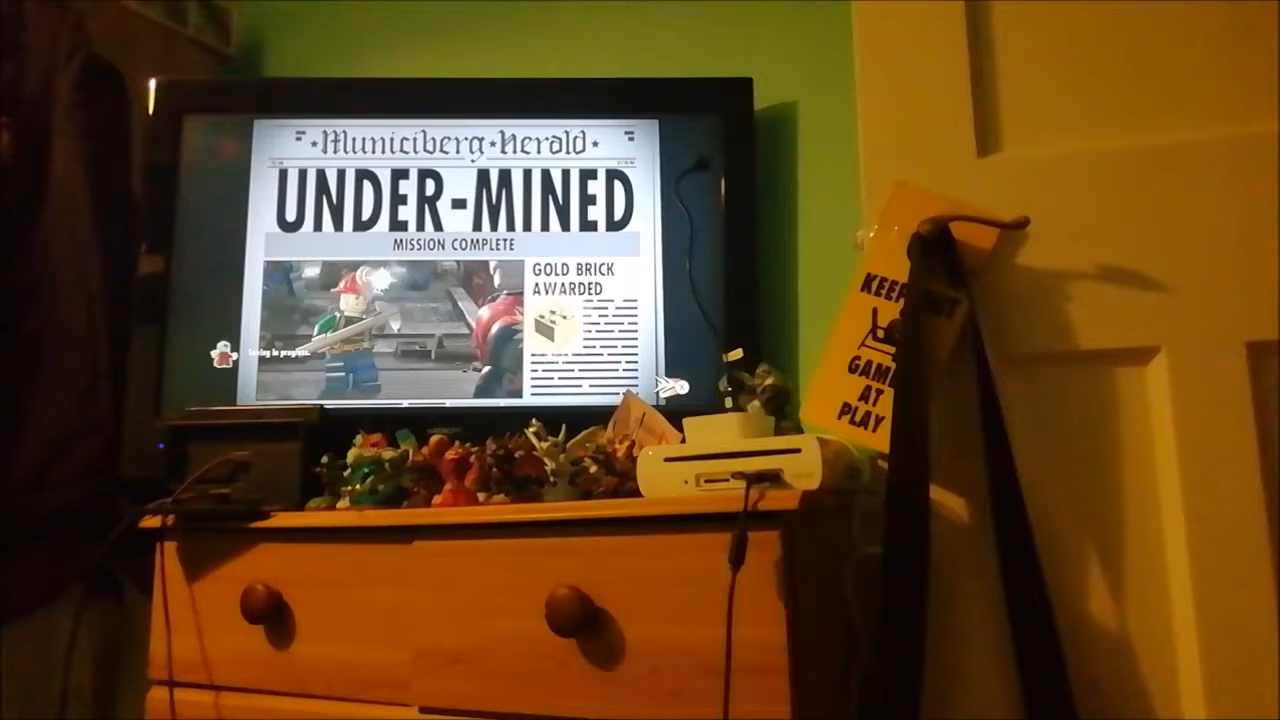 Municiberg Herald
UNDER-MINED
MISSION COMPLETE
GOLD BRICK
AWARDED
Saving in progress.
KEEP
GAME
AT
PLAY